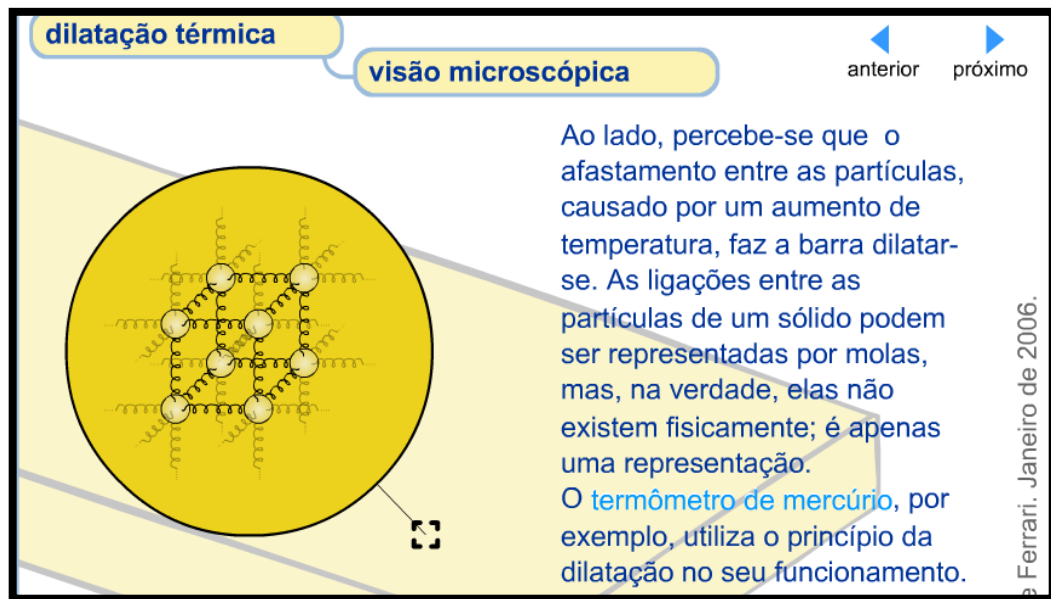 dilatação térmica
visão microscópica
anterior
próximo
Ao lado, percebe-se que o
afastamento entre as partículas,
causado por um aumento de
temperatura, faz a barra dilatar-
se. As ligações entre as
partículas de um sólido podem
ser representadas por molas,
mas, na verdade, elas não
existem fisicamente; é apenas
uma representação.
O termômetro de mercúrio, por
exemplo, utiliza o princípio da
dilatação no seu funcionamento.
Ferrari. Janeiro de 2006.